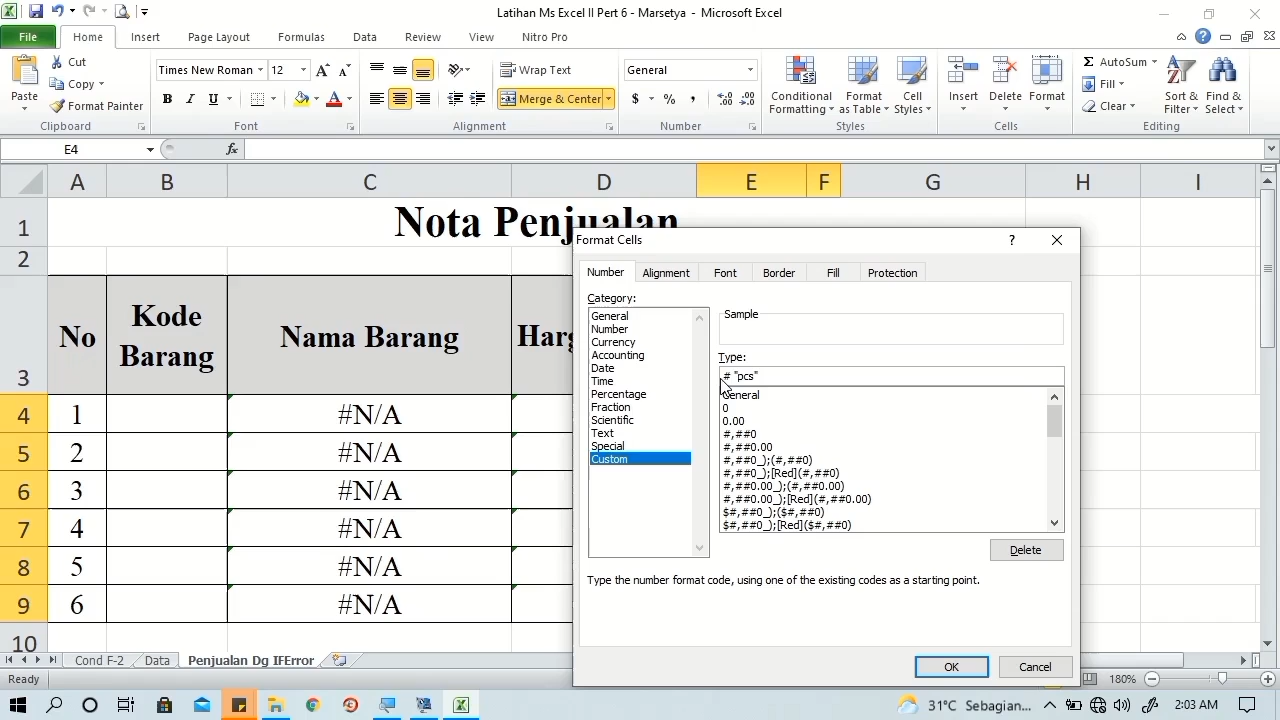 Latihan Ms Excel II Pert 6 - Marsetya - Microsoft Excel
File Home Insert Page Layout Formulas Data Review View Nitro Pro
Paste
Cut
Copy
Format Painter
Clipboard
Times New Roman 12
B I U
Font
Wrap Text
Merge & Center
Alignment
General
$ % ,
Number
Conditional Formatting
Format as Table
Cell Styles
Styles
Insert Delete Format
Cells
AutoSum
Fill
Clear
Sort & Filter
Find & Select
Editing
E4 fx
A B C D E F G H I
1 Nota Penjualan
2
3 No Kode Barang Nama Barang
4 1 #N/A
5 2 #N/A
6 3 #N/A
7 4 #N/A
8 5 #N/A
9 6 #N/A
10
Format Cells ?
Number Alignment Font Border Fill Protection
Category:
General
Number
Currency
Accounting
Date
Time
Percentage
Fraction
Scientific
Text
Special
Custom
Sample
Type:
# "pcs"
General
0
0.00
#,##0
#,##0.00
#,##0_);(#,##0)
#,##0_);[Red](#,##0)
#,##0.00_);(#,##0.00)
#,##0.00_);[Red](#,##0.00)
$#,##0_);($#,##0)
$#,##0_);[Red]($#,##0)
Delete
Type the number format code, using one of the existing codes as a starting point.
OK Cancel
Cond F-2 Data Penjualan Dg IFError
Ready 180%
31°C Sebagian... 2:03 AM